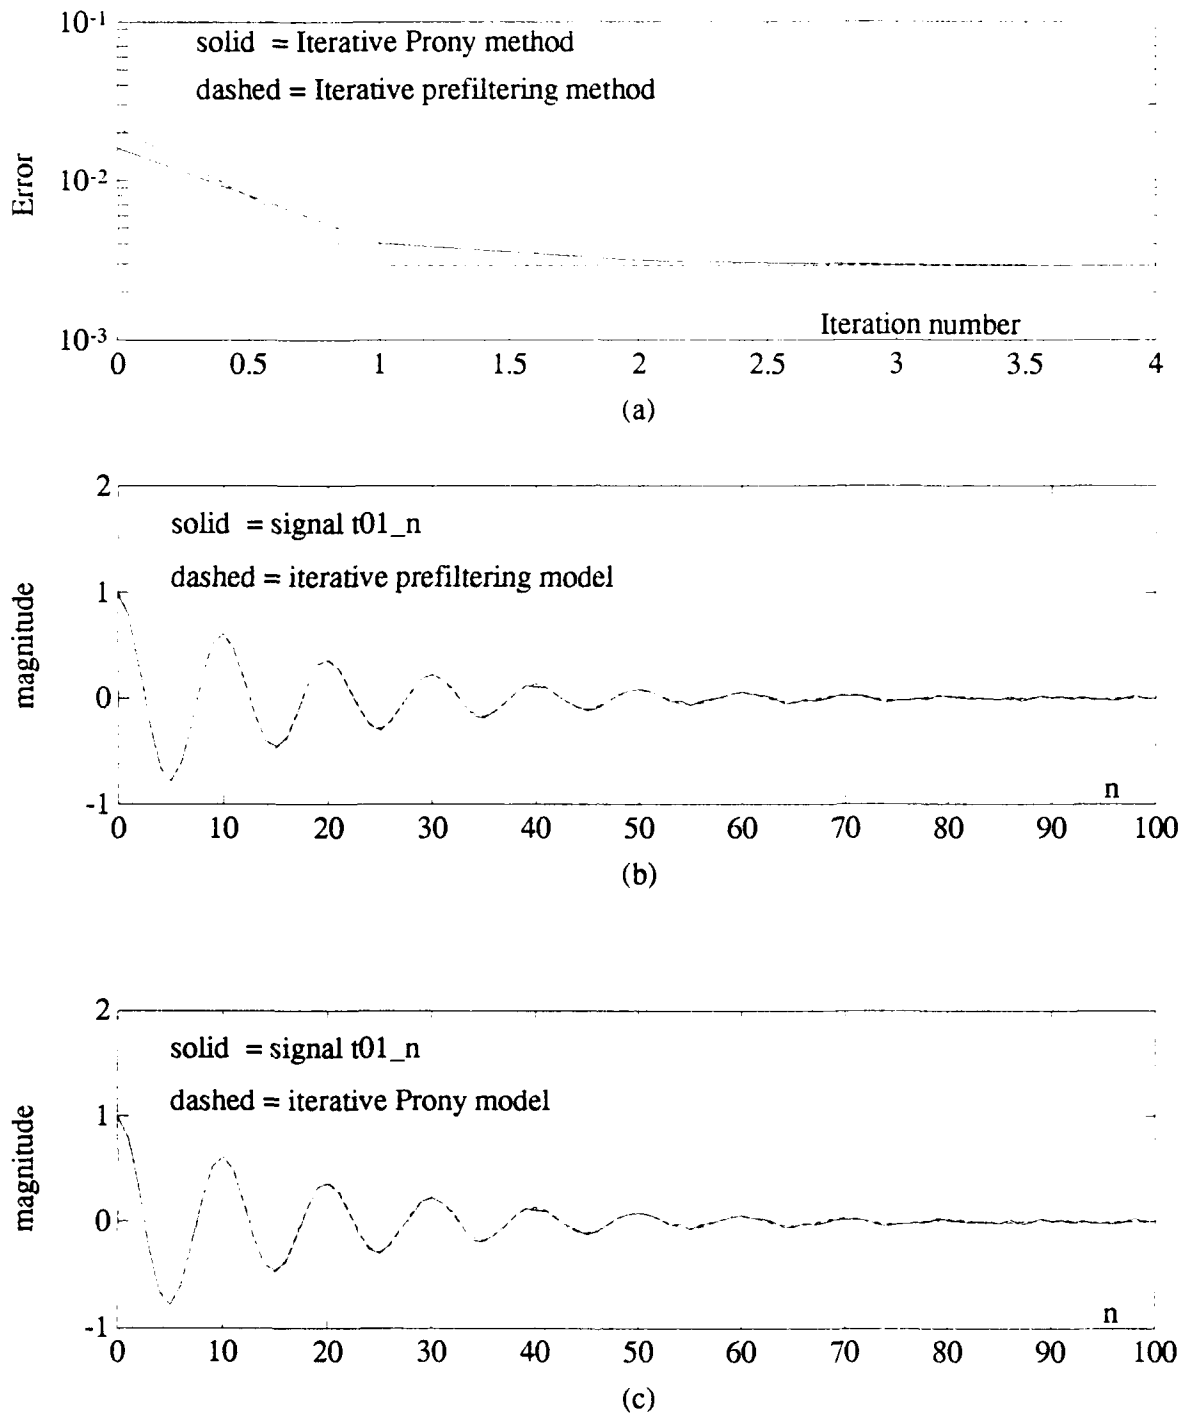 10-1
solid = Iterative Prony method
dashed = Iterative prefiltering method
Error
10-2
10-3
Iteration number
0 0.5 1 1.5 2 2.5 3 3.5 4
(a)
2
solid = signal t01_n
dashed = iterative prefiltering model
magnitude
1
0
-1
n
0 10 20 30 40 50 60 70 80 90 100
(b)
2
solid = signal t01_n
dashed = iterative Prony model
magnitude
1
0
-1
n
0 10 20 30 40 50 60 70 80 90 100
(c)